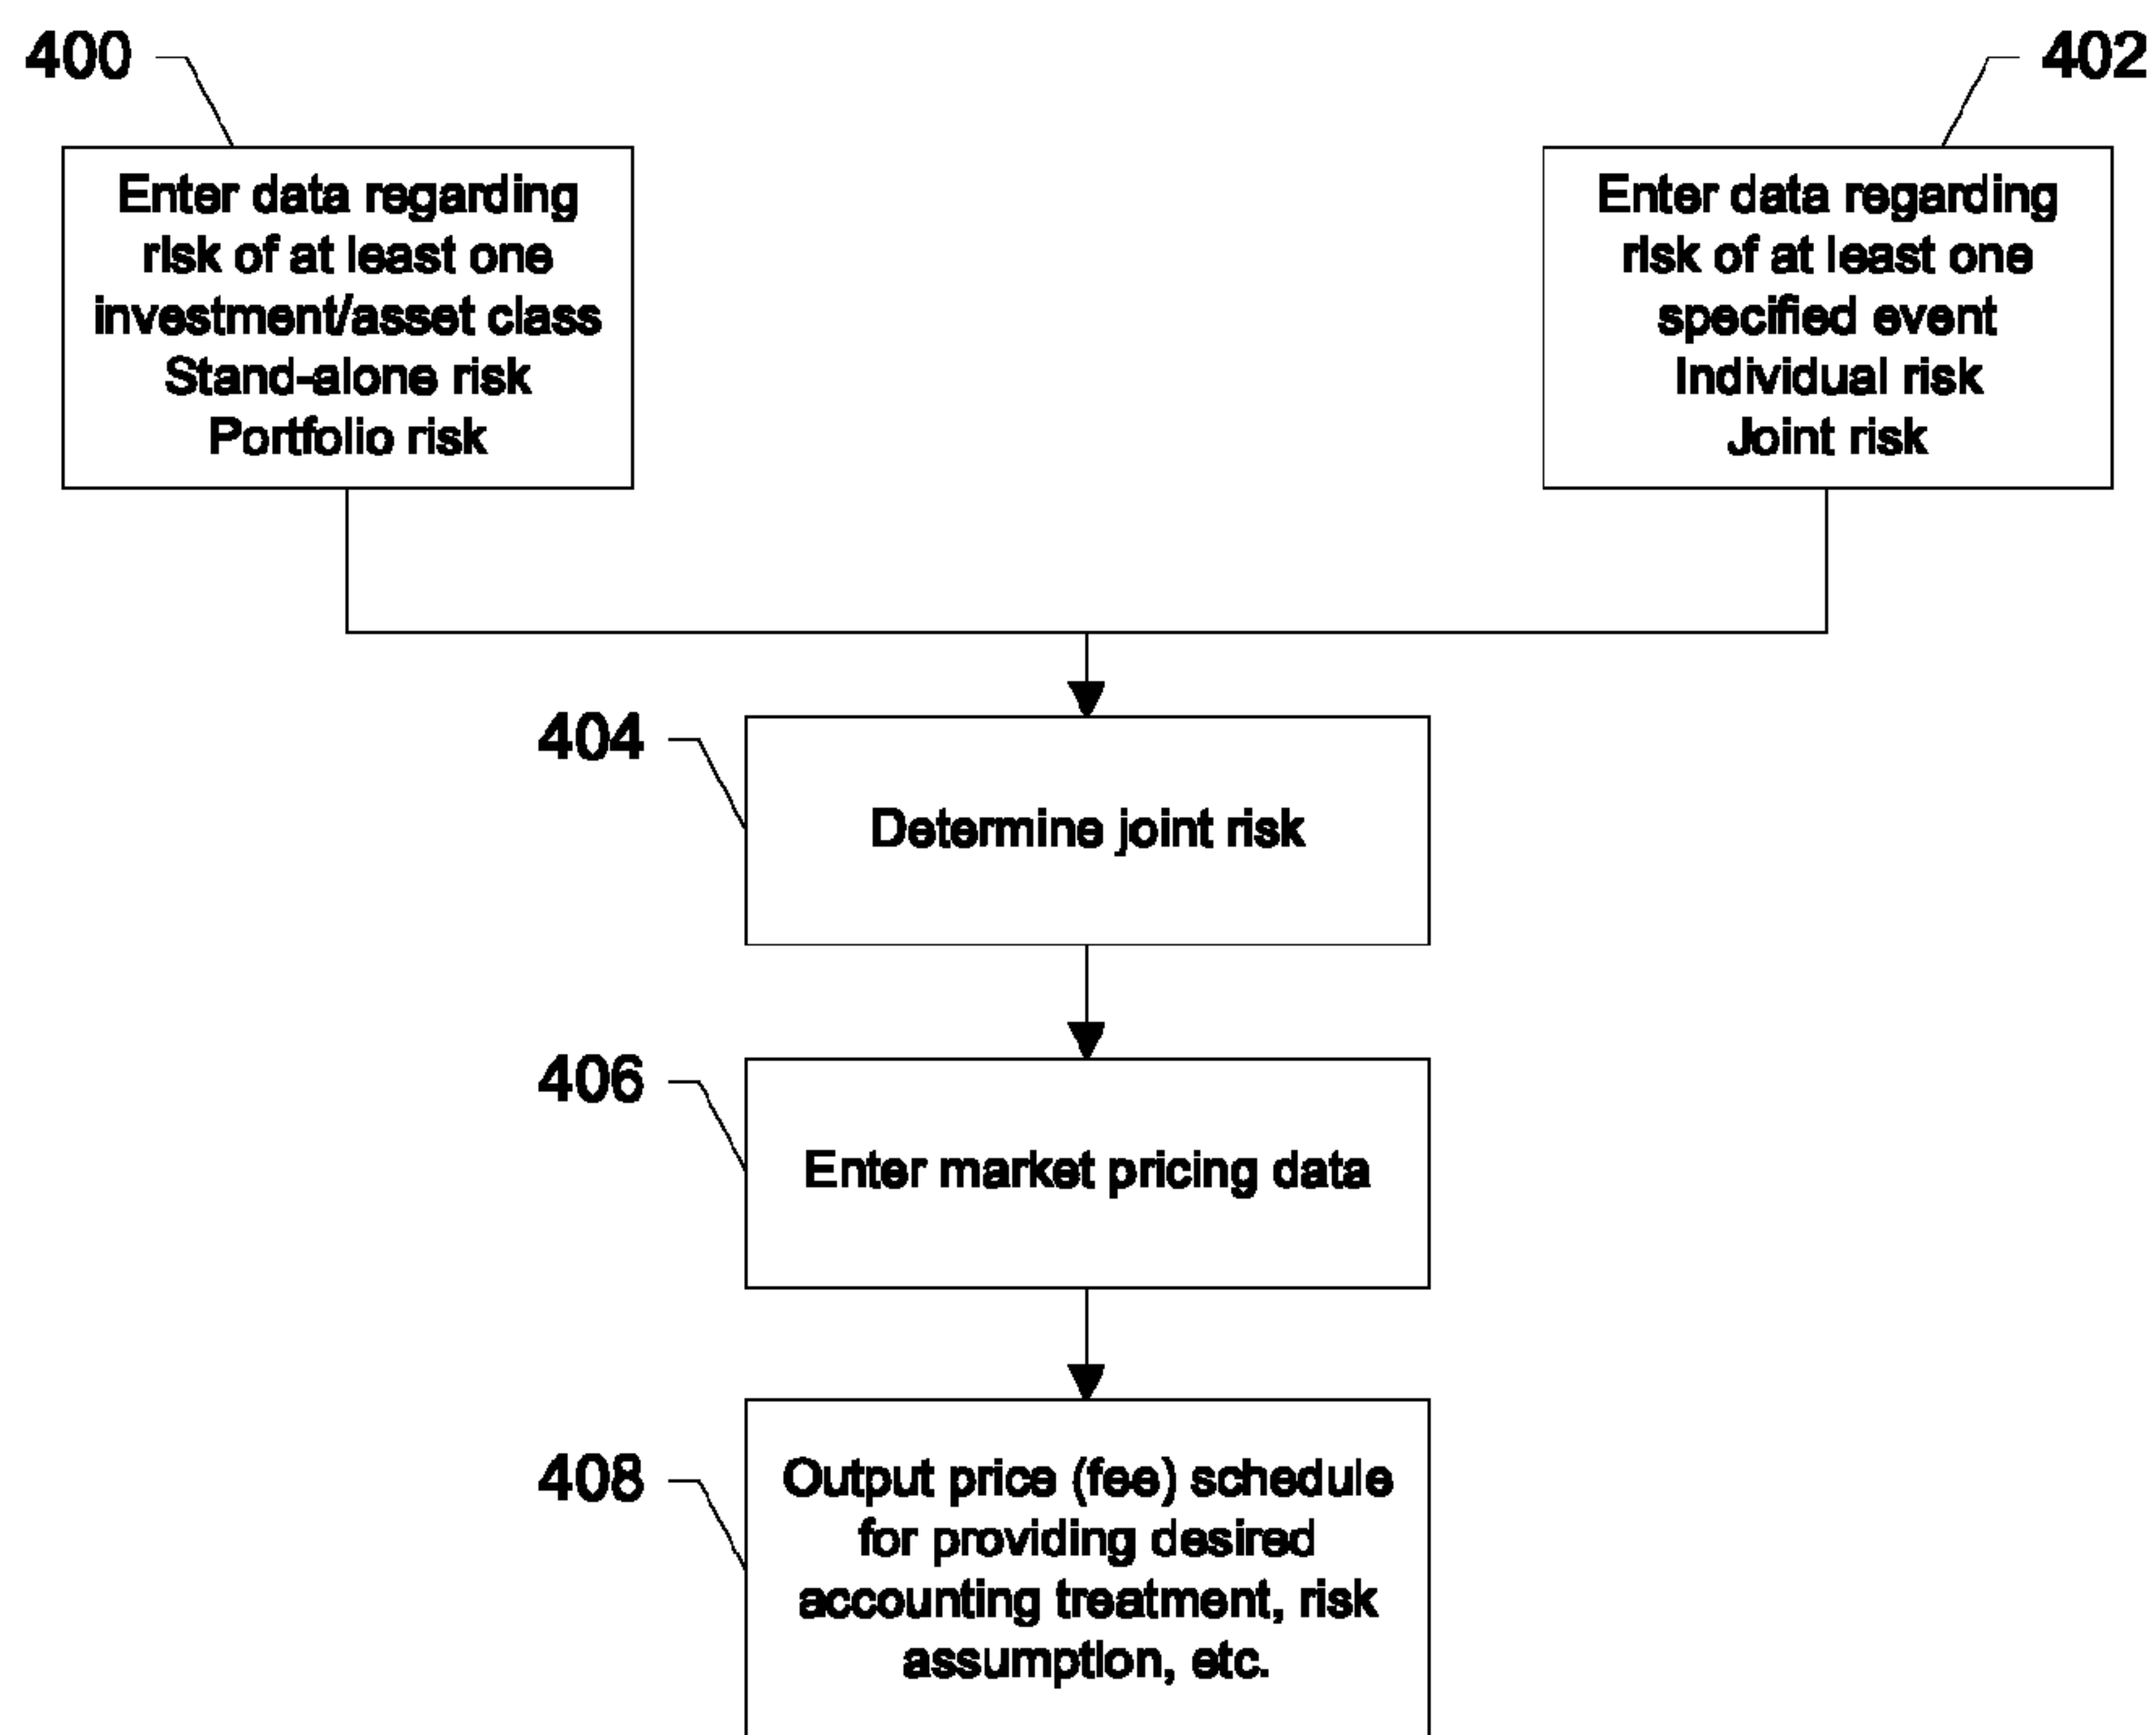 400
402
Enter data regarding
risk of at least one
investment/asset class
Stand-alone risk
Portfolio risk
Enter data regarding
risk of at least one
specified event
Individual risk
Joint risk
404
Determine joint risk
406
Enter market pricing data
408
Output price (fee) schedule
for providing desired
accounting treatment, risk
assumption, etc.